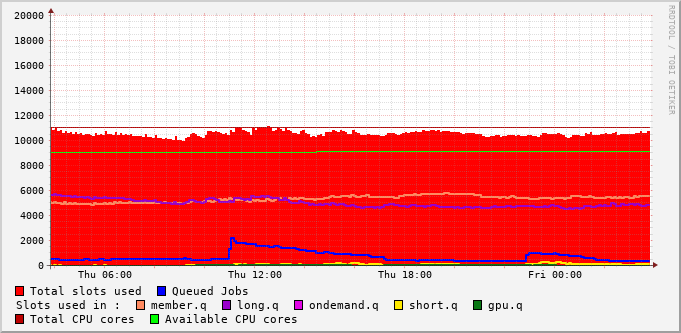 20000
18000
16000
14000
12000
10000
8000
6000
4000
2000
0
Thu 06:00 Thu 12:00 Thu 18:00 Fri 00:00
Total slots used Queued Jobs
Slots used in : member.q long.q ondemand.q short.q gpu.q
Total CPU cores Available CPU cores
RRDTOOL / TOBI OETIKER